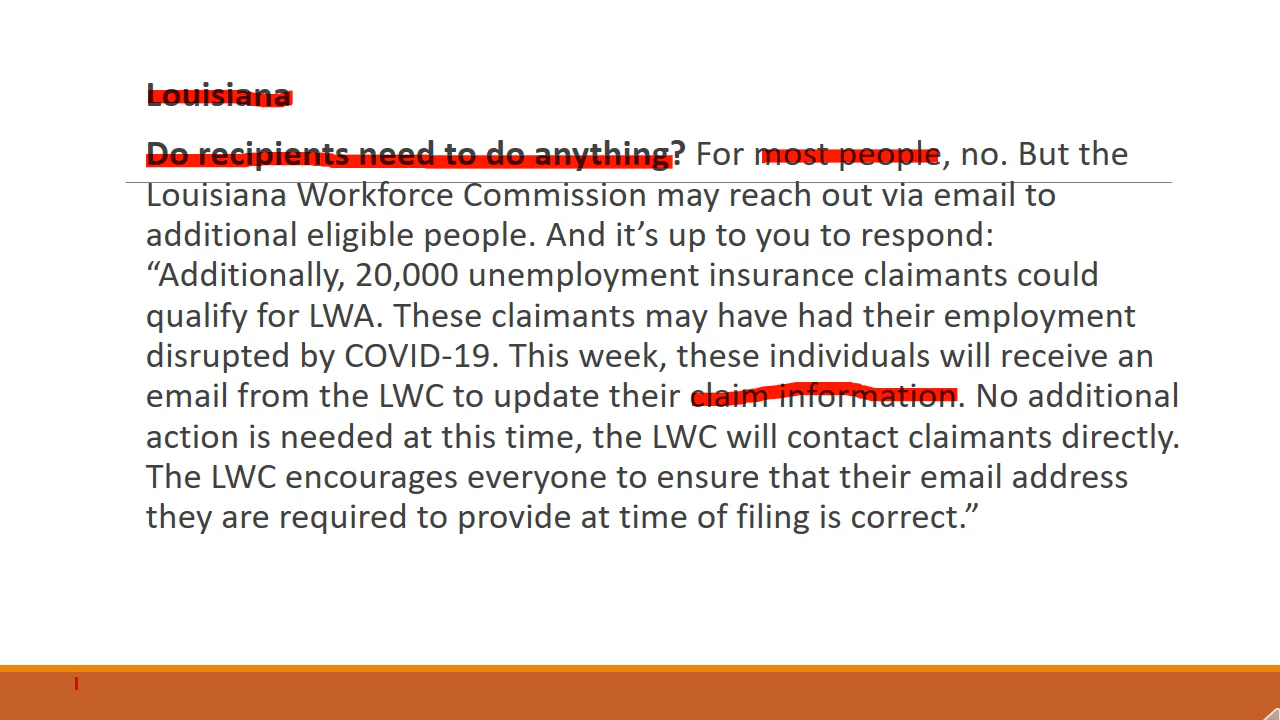 Louisiana
Do recipients need to do anything? For most people, no. But the
Louisiana Workforce Commission may reach out via email to
additional eligible people. And it’s up to you to respond:
“Additionally, 20,000 unemployment insurance claimants could
qualify for LWA. These claimants may have had their employment
disrupted by COVID-19. This week, these individuals will receive an
email from the LWC to update their claim information. No additional
action is needed at this time, the LWC will contact claimants directly.
The LWC encourages everyone to ensure that their email address
they are required to provide at time of filing is correct.”